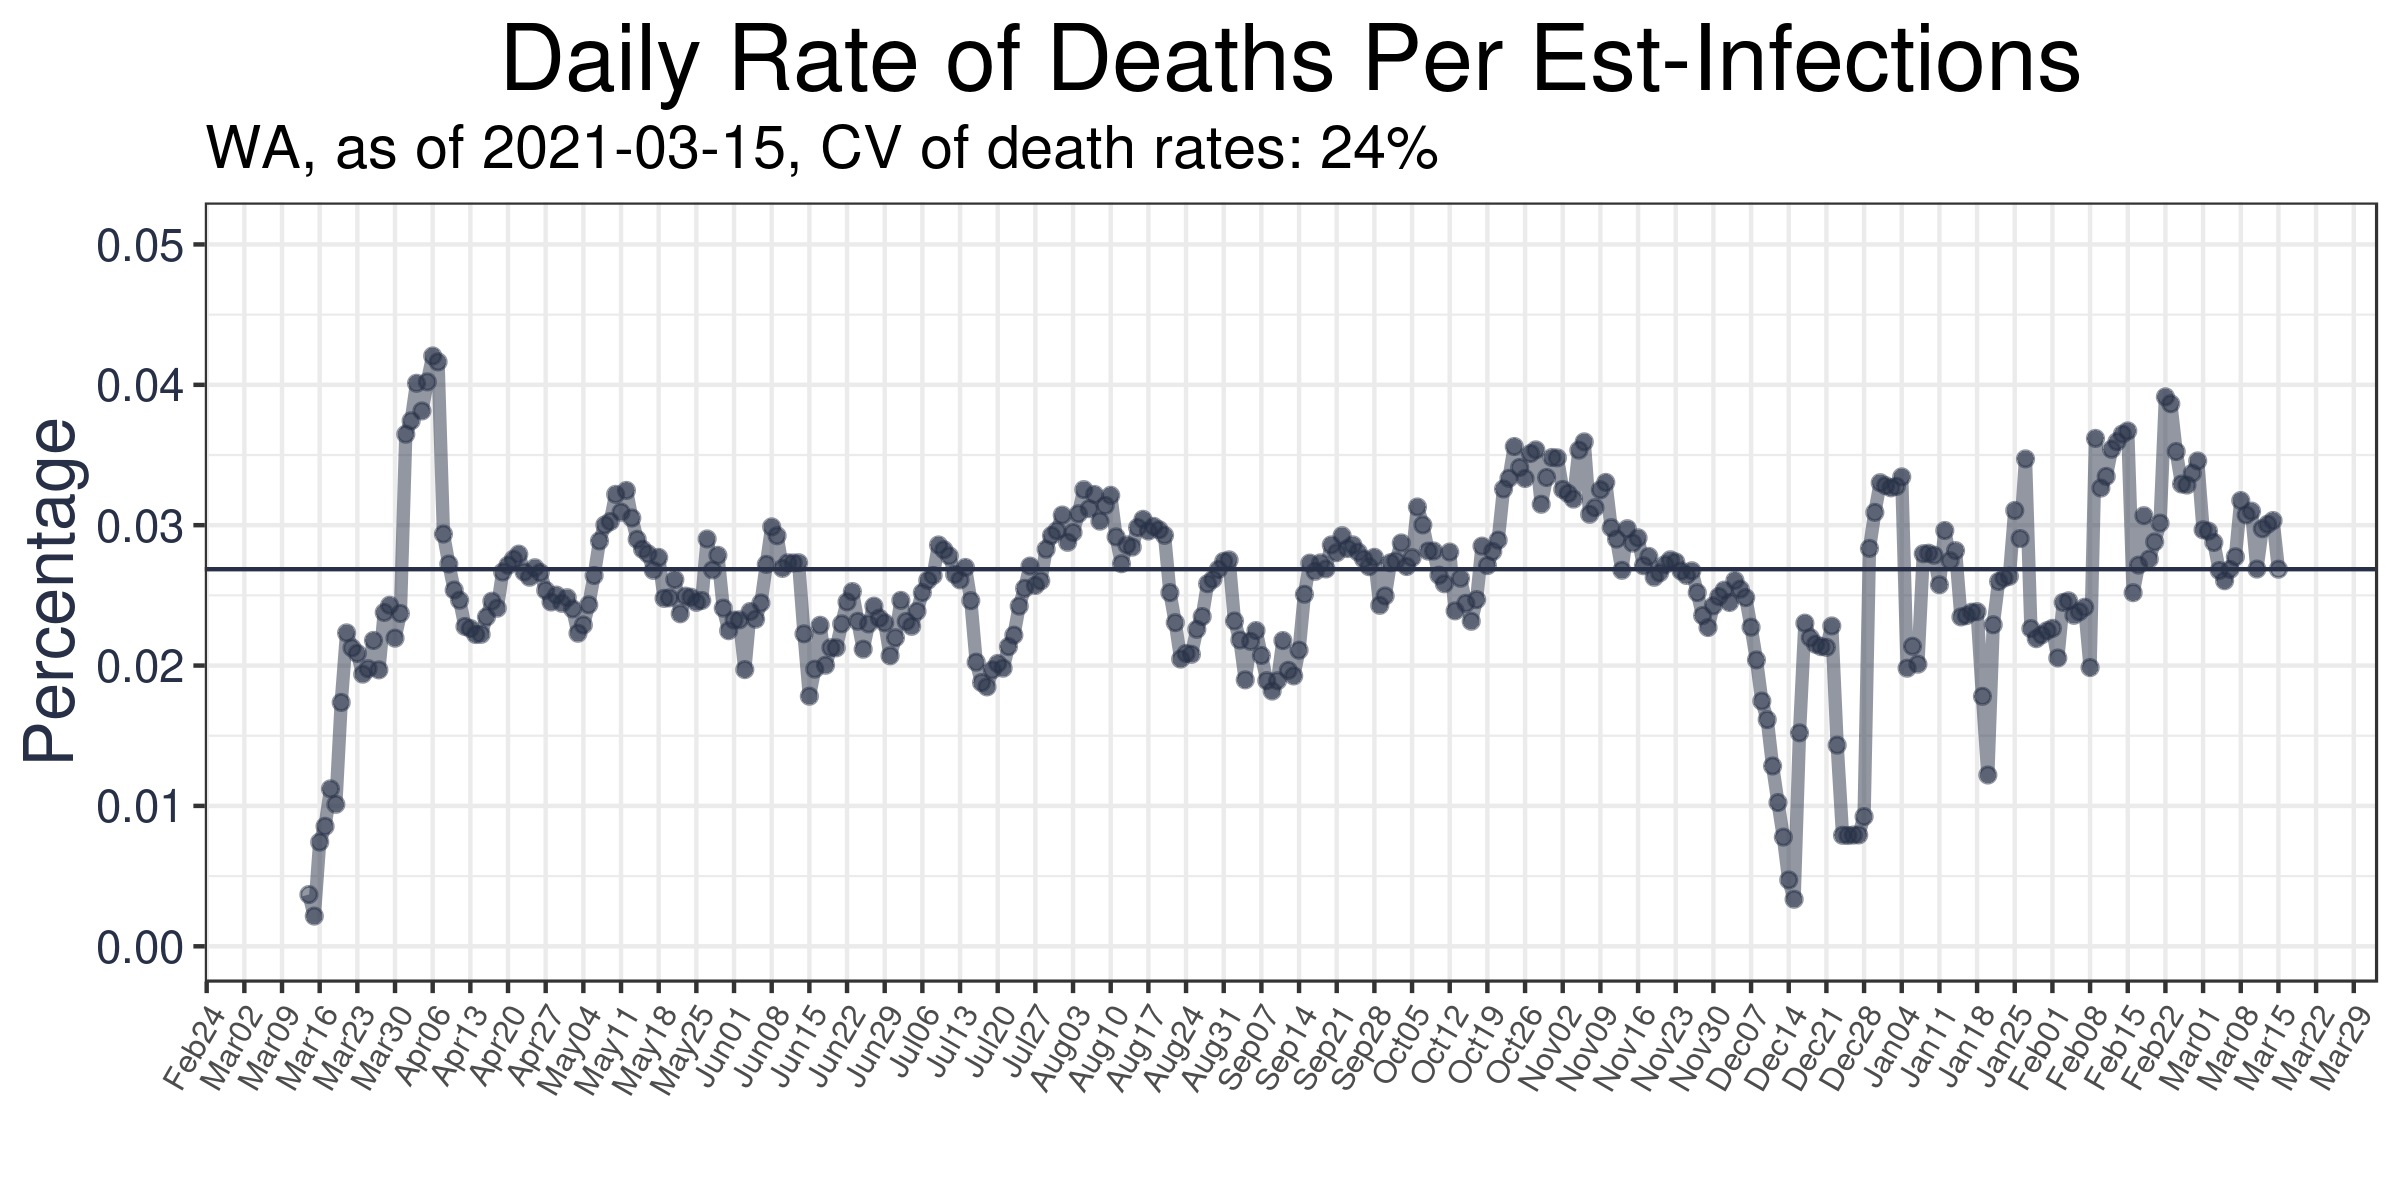 Daily Rate of Deaths Per Est-Infections
WA, as of 2021-03-15, CV of death rates: 24%
Percentage
0.05
0.04
0.03
0.02
0.01
0.00
Feb24
Mar02
Mar09
Mar16
Mar23
Mar30
Apr06
Apr13
Apr20
Apr27
May04
May11
May18
May25
Jun01
Jun08
Jun15
Jun22
Jun29
Jul06
Jul13
Jul20
Jul27
Aug03
Aug10
Aug17
Aug24
Aug31
Sep07
Sep14
Sep21
Sep28
Oct05
Oct12
Oct19
Oct26
Nov02
Nov09
Nov16
Nov23
Nov30
Dec07
Dec14
Dec21
Dec28
Jan04
Jan11
Jan18
Jan25
Feb01
Feb08
Feb15
Feb22
Mar01
Mar08
Mar15
Mar22
Mar29